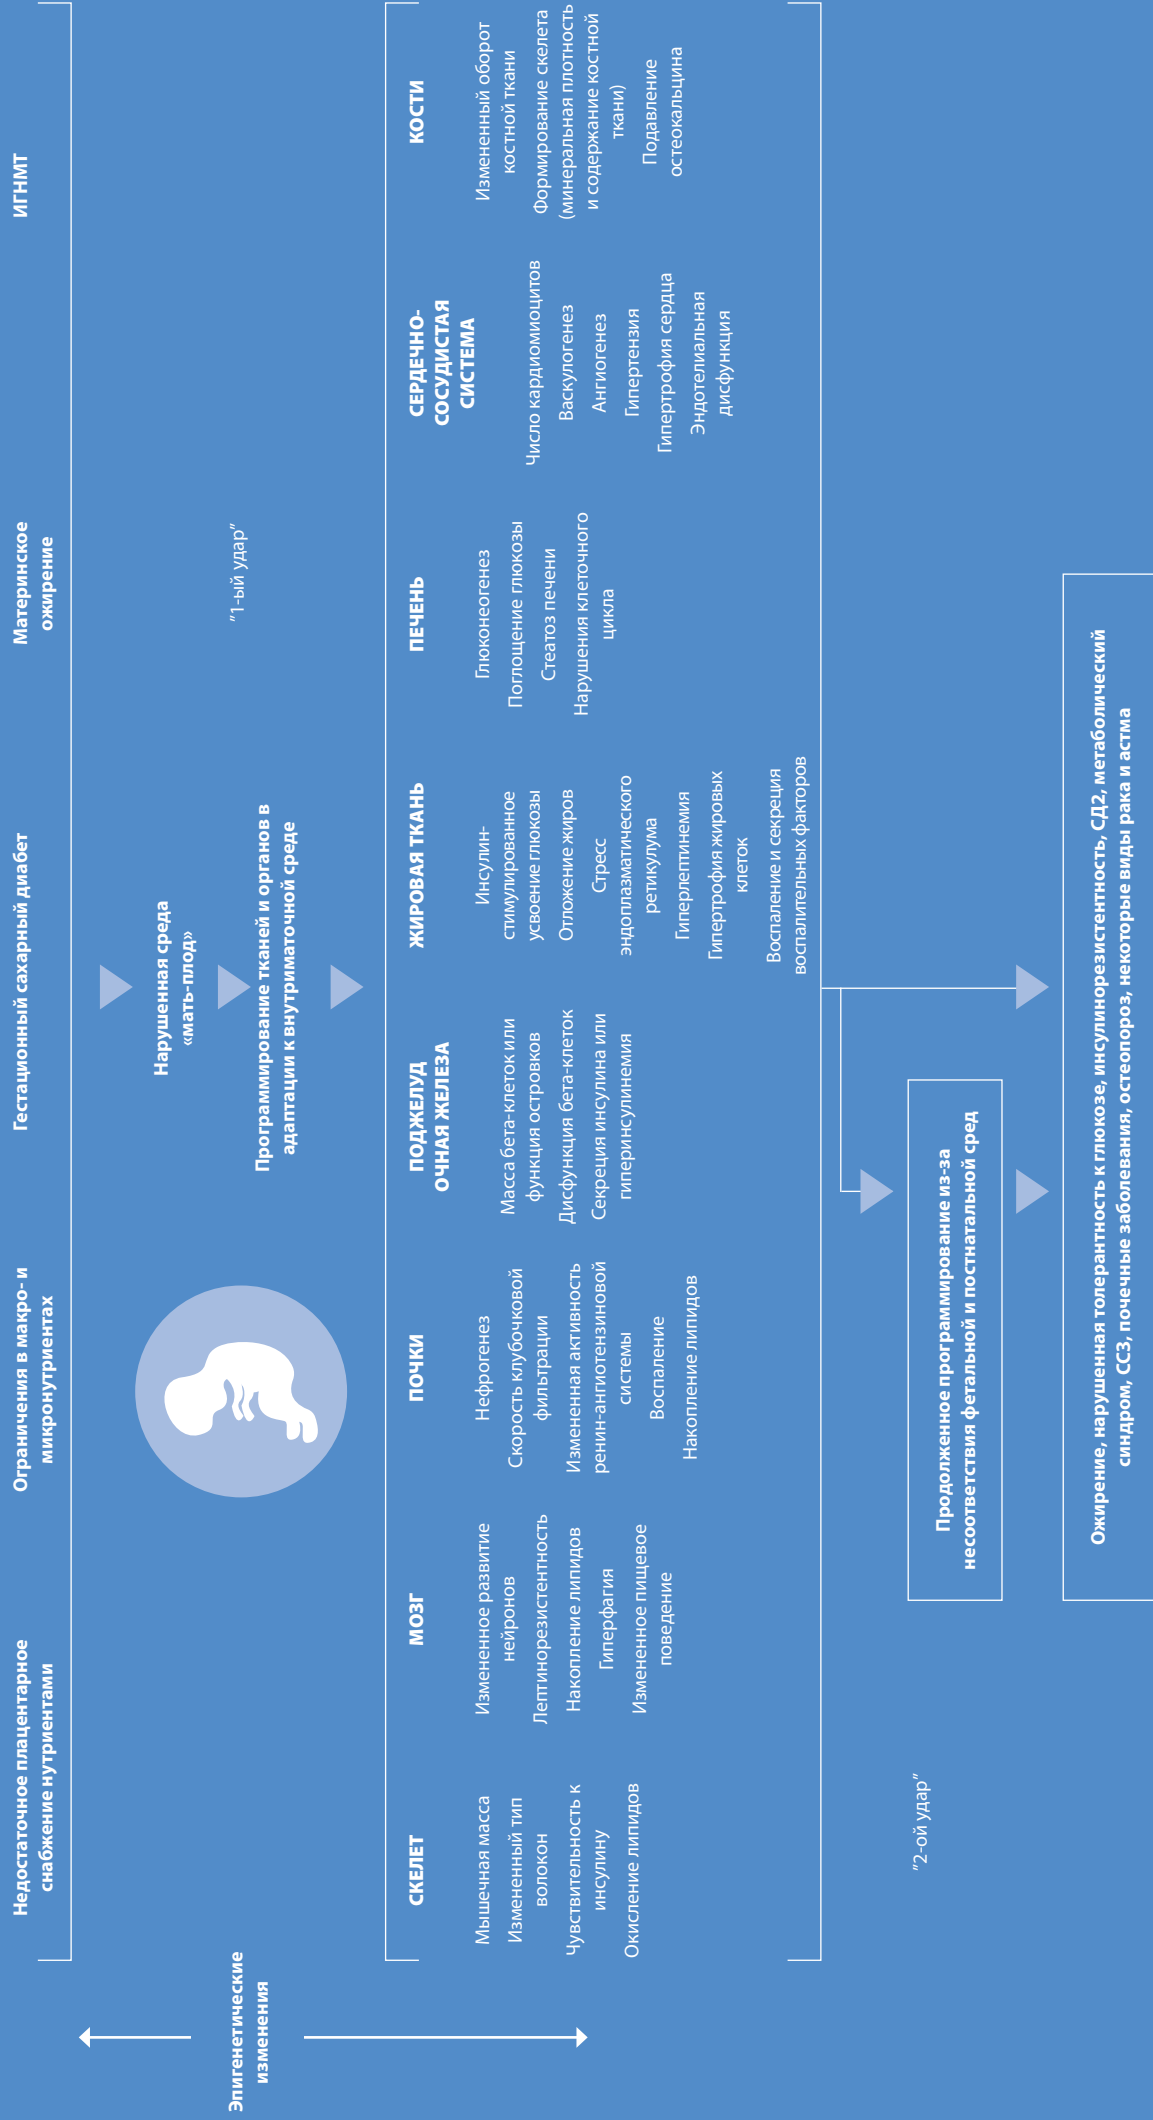 Недостаточное плацентарное
снабжение нутриентами
Ограничения в макро- и
микронутриентах
Гестационный сахарный диабет
Материнское
ожирение
ИГНМТ
Эпигенетические
изменения
Нарушенная среда
«мать-плод»
Программирование тканей и органов в
адаптации к внутриматочной среде
"1-ый удар"
СКЕЛЕТ
Мышечная масса
Измененный тип
волокон
Чувствительность к
инсулину
Окисление липидов
МОЗГ
Измененное развитие
нейронов
Лептинорезистентность
Накопление липидов
Гиперфагия
Измененное пищевое
поведение
ПОЧКИ
Нефрогенез
Скорость клубочковой
фильтрации
Измененная активность
ренин-ангиотензиновой
системы
Воспаление
Накопление липидов
ПОДЖЕЛУД
ОЧНАЯ ЖЕЛЕЗА
Масса бета-клеток или
функция островков
Дисфункция бета-клеток
Секреция инсулина или
гиперинсулинемия
ЖИРОВАЯ ТКАНЬ
Инсулин-
стимулированное
усвоение глюкозы
Отложение жиров
Стресс
эндоплазматического
ретикулума
Гиперлептинемия
Гипертрофия жировых
клеток
Воспаление и секреция
воспалительных факторов
ПЕЧЕНЬ
Глюконеогенез
Поглощение глюкозы
Стеатоз печени
Нарушения клеточного
цикла
СЕРДЕЧНО-
СОСУДИСТАЯ
СИСТЕМА
Число кардиомиоцитов
Васкулогенез
Ангиогенез
Гипертензия
Гипертрофия сердца
Эндотелиальная
дисфункция
КОСТИ
Измененный оборот
костной ткани
Формирование скелета
(минеральная плотность
и содержание костной
ткани)
Подавление
остеокальцина
"2-ой удар"
Продолженное программирование из-за
несоответствия фетальной и постнатальной сред
Ожирение, нарушенная толерантность к глюкозе, инсулинорезистентность, СД2, метаболический
синдром, ССЗ, почечные заболевания, остеопороз, некоторые виды рака и астма